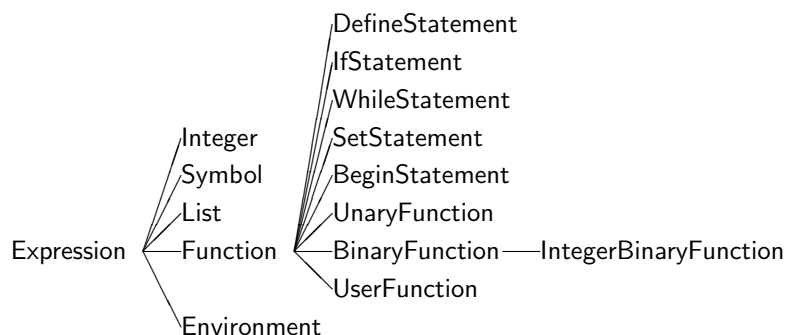 DefineStatement
IfStatement
WhileStatement
Integer
SetStatement
Symbol
BeginStatement
List
UnaryFunction
Expression
Function
BinaryFunction
IntegerBinaryFunction
UserFunction
Environment